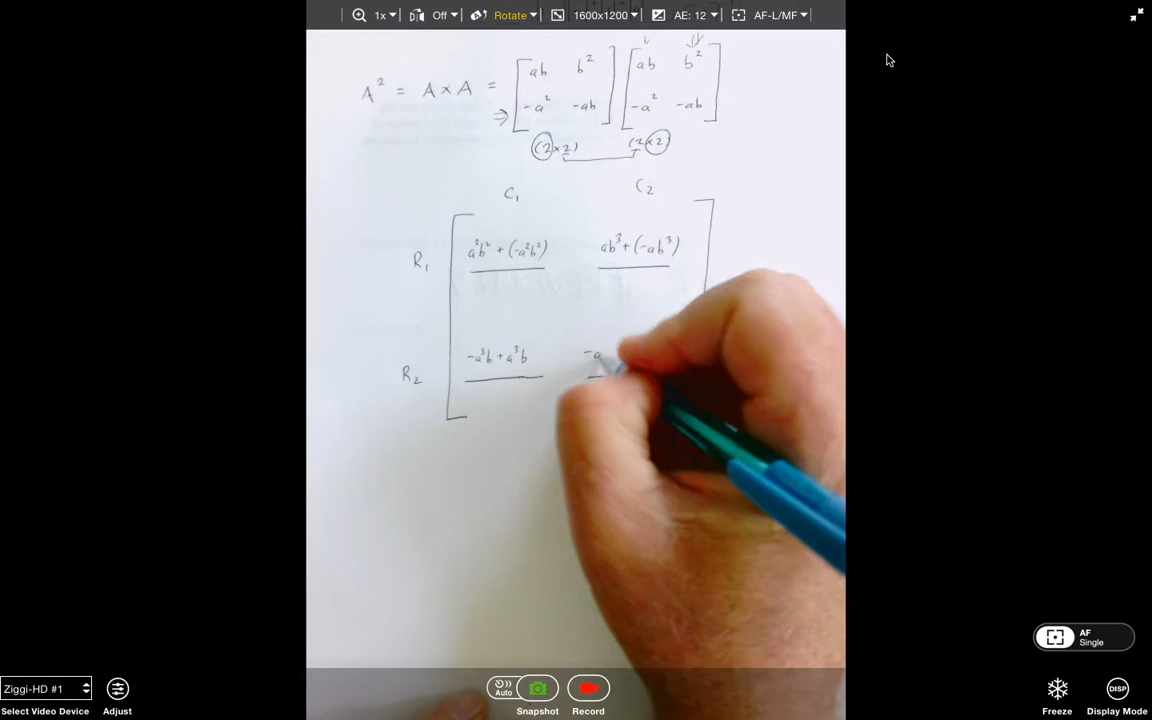 1x Off Rotate 1600x1200 AE: 12 AF-L/MF
A² = A × A = [ab b² -a² -ab] [ab b² -a² -ab]
⇒
(2×2) (2×2)
C₁ C₂
R₁ a²b² + (-a²b²) ab³ + (-ab³)
R₂ -a³b + a³b -a
AF
Single
Ziggi-HD #1
Auto
DISP
Select Video Device Adjust Snapshot Record Freeze Display Mode